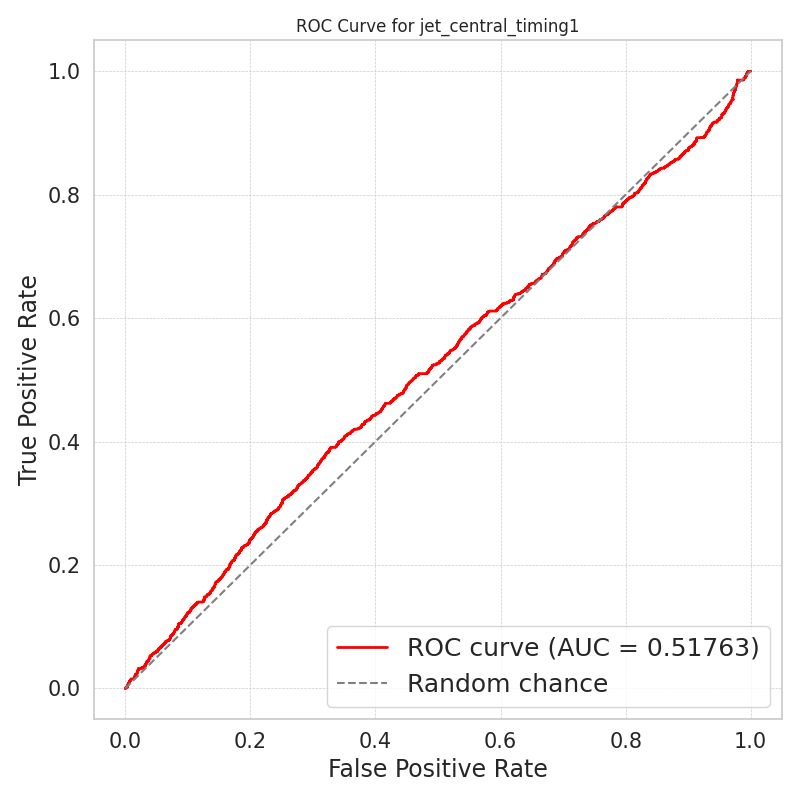 ROC Curve for jet_central_timing1
True Positive Rate
1.0
0.8
0.6
0.4
0.2
0.0
ROC curve (AUC = 0.51763)
Random chance
0.0 0.2 0.4 0.6 0.8 1.0
False Positive Rate